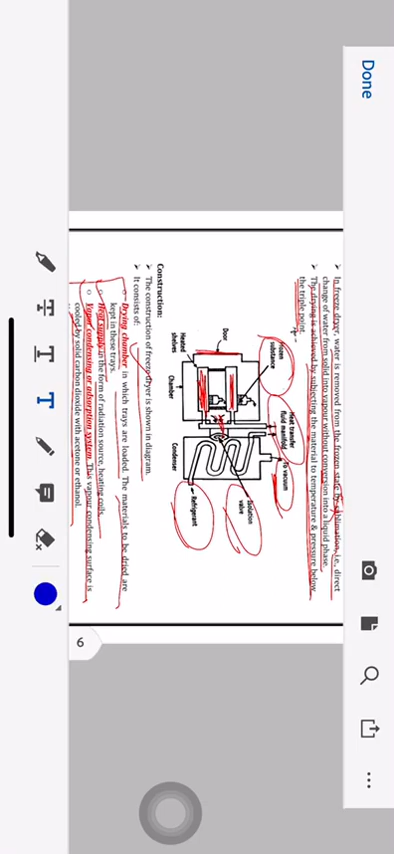 Done
➢ In freeze dryer, water is removed from the frozen state by sublimation, i.e., direct
change of water from solid into vapour without conversion into a liquid phase.
➢ The drying is achieved by subjecting the material to temperature & pressure below
the triple point.
Frozen
substance
Heat transfer
fluid manifold
To vacuum
Door
Isolation
valve
Heated
shelves
Chamber
Condenser
Refrigerant
Construction:
➢ The construction of freeze dryer is shown in diagram.
➢ It consists of:
o Drying chamber in which trays are loaded. The materials to be dried are
kept in these trays.
o Heat supply in the form of radiation source, heating coils.
o Vapor condensing or adsorption system. This vapour condensing surface is
cooled by solid carbon dioxide with acetone or ethanol.
6